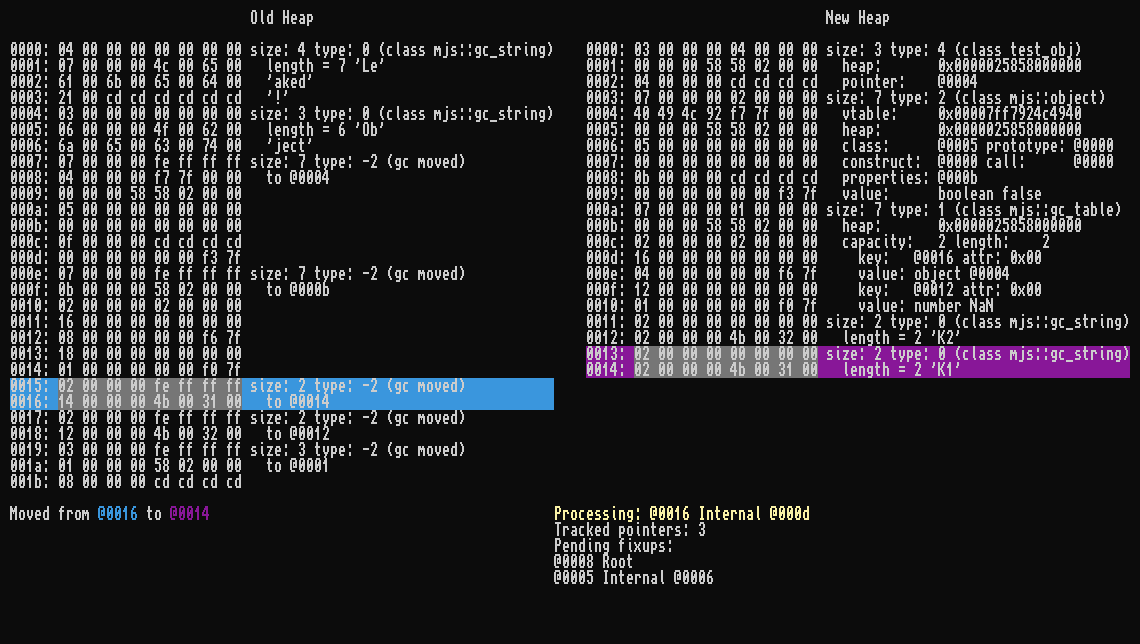 Old Heap
0000: 04 00 00 00 00 00 00 00 size: 4 type: 0 (class mjs::gc_string)
0001: 07 00 00 00 4c 00 65 00   length = 7 'Le'
0002: 61 00 6b 00 65 00 64 00   'aked'
0003: 21 00 cd cd cd cd cd cd   '!'
0004: 03 00 00 00 00 00 00 00 size: 3 type: 0 (class mjs::gc_string)
0005: 06 00 00 00 4f 00 62 00   length = 6 'Ob'
0006: 6a 00 65 00 63 00 74 00   'ject'
0007: 07 00 00 00 fe ff ff ff size: 7 type: -2 (gc moved)
0008: 04 00 00 00 f7 7f 00 00   to @0004
0009: 00 00 00 58 58 02 00 00
000a: 05 00 00 00 00 00 00 00
000b: 00 00 00 00 00 00 00 00
000c: 0f 00 00 00 cd cd cd cd
000d: 00 00 00 00 00 00 f3 7f
000e: 07 00 00 00 fe ff ff ff size: 7 type: -2 (gc moved)
000f: 0b 00 00 00 58 02 00 00   to @000b
0010: 02 00 00 00 02 00 00 00
0011: 16 00 00 00 00 00 00 00
0012: 08 00 00 00 00 00 f6 7f
0013: 18 00 00 00 00 00 00 00
0014: 01 00 00 00 00 00 f0 7f
0015: 02 00 00 00 fe ff ff ff size: 2 type: -2 (gc moved)
0016: 14 00 00 00 4b 00 31 00   to @0014
0017: 02 00 00 00 fe ff ff ff size: 2 type: -2 (gc moved)
0018: 12 00 00 00 4b 00 32 00   to @0012
0019: 03 00 00 00 fe ff ff ff size: 3 type: -2 (gc moved)
001a: 01 00 00 00 58 02 00 00   to @0001
001b: 08 00 00 00 cd cd cd cd
Moved from @0016 to @0014
New Heap
0000: 03 00 00 00 04 00 00 00 size: 3 type: 4 (class test_obj)
0001: 00 00 00 58 58 02 00 00   heap:       0x0000025858000000
0002: 04 00 00 00 cd cd cd cd   pointer:    @0004
0003: 07 00 00 00 02 00 00 00 size: 7 type: 2 (class mjs::object)
0004: 40 49 4c 92 f7 7f 00 00   vtable:     0x00007ff7924c4940
0005: 00 00 00 58 58 02 00 00   heap:       0x0000025858000000
0006: 05 00 00 00 00 00 00 00   class:      @0005 prototype: @0000
0007: 00 00 00 00 00 00 00 00   construct:  @0000 call:      @0000
0008: 0b 00 00 00 cd cd cd cd   properties: @000b
0009: 00 00 00 00 00 00 f3 7f   value:      boolean false
000a: 07 00 00 00 01 00 00 00 size: 7 type: 1 (class mjs::gc_table)
000b: 00 00 00 58 58 02 00 00   heap:       0x0000025858000000
000c: 02 00 00 00 02 00 00 00   capacity:   2 length:    2
000d: 16 00 00 00 00 00 00 00     key:   @0016 attr: 0x00
000e: 04 00 00 00 00 00 f6 7f     value: object @0004
000f: 12 00 00 00 00 00 00 00     key:   @0012 attr: 0x00
0010: 01 00 00 00 00 00 f0 7f     value: number NaN
0011: 02 00 00 00 00 00 00 00 size: 2 type: 0 (class mjs::gc_string)
0012: 02 00 00 00 4b 00 32 00   length = 2 'K2'
0013: 02 00 00 00 00 00 00 00 size: 2 type: 0 (class mjs::gc_string)
0014: 02 00 00 00 4b 00 31 00   length = 2 'K1'
Processing: @0016 Internal @000d
Tracked pointers: 3
Pending fixups:
@0008 Root
@0005 Internal @0006